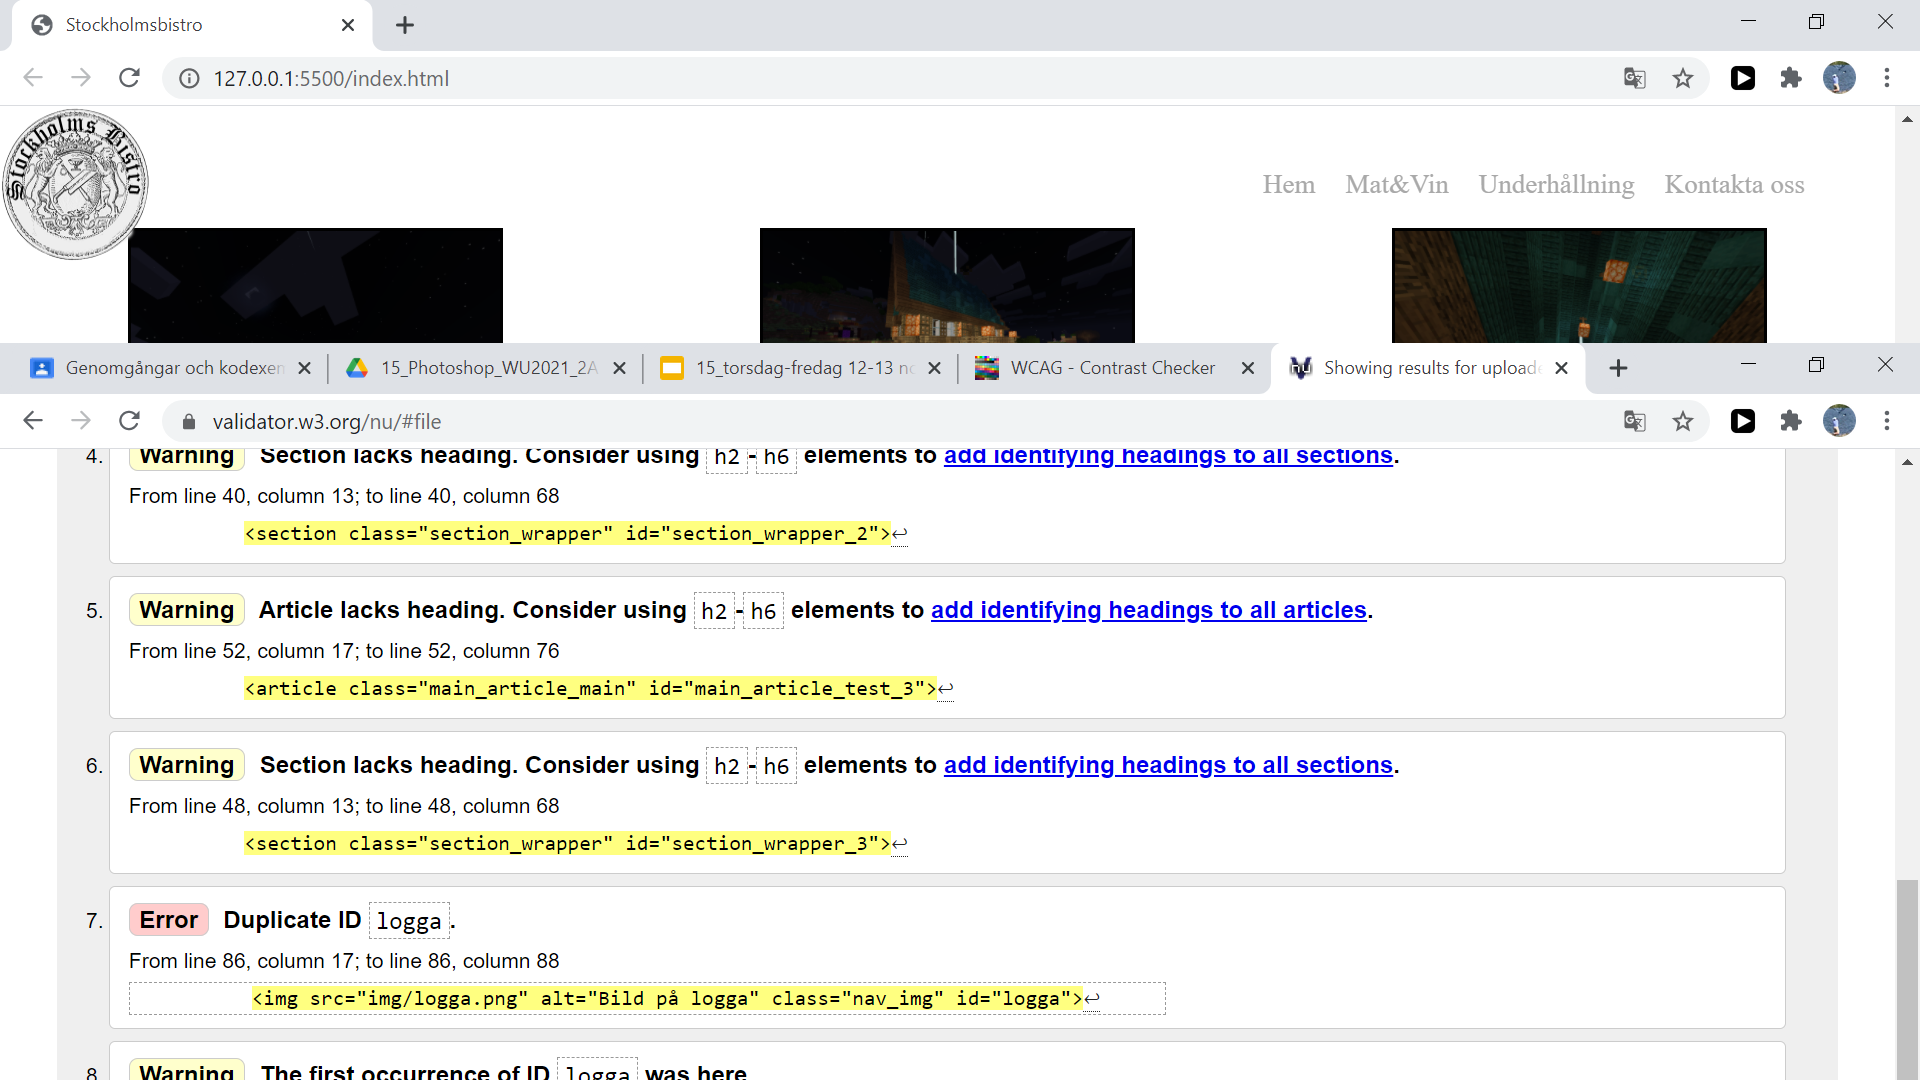 Stockholmsbistro
127.0.0.1:5500/index.html
Stockholms Bistro
Hem Mat&Vin Underhållning Kontakta oss
Genomgångar och kodexen 15_Photoshop_WU2021_2A 15_torsdag-fredag 12-13 no WCAG - Contrast Checker Showing results for uploade
validator.w3.org/nu/#file
4. Warning Section lacks heading. Consider using h2-h6 elements to add identifying headings to all sections.
From line 40, column 13; to line 40, column 68
<section class="section_wrapper" id="section_wrapper_2">↩
5. Warning Article lacks heading. Consider using h2-h6 elements to add identifying headings to all articles.
From line 52, column 17; to line 52, column 76
<article class="main_article_main" id="main_article_test_3">↩
6. Warning Section lacks heading. Consider using h2-h6 elements to add identifying headings to all sections.
From line 48, column 13; to line 48, column 68
<section class="section_wrapper" id="section_wrapper_3">↩
7. Error Duplicate ID logga.
From line 86, column 17; to line 86, column 88
<img src="img/logga.png" alt="Bild på logga" class="nav_img" id="logga">↩
8. Warning The first occurrence of ID logga was here.